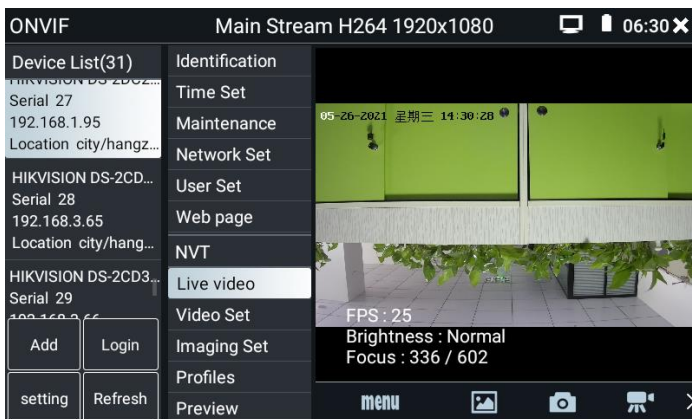 ONVIF
Main Stream H264 1920x1080
06:30
Device List(31)
Serial 27
192.168.1.95
Location city/hangz...
HIKVISION DS-2CD...
Serial 28
192.168.3.65
Location city/hang...
HIKVISION DS-2CD3...
Serial 29
Add
Login
setting
Refresh
Identification
Time Set
Maintenance
Network Set
User Set
Web page
NVT
Live video
Video Set
Imaging Set
Profiles
Preview
05-26-2021 星期三 14:30:28
FPS : 25
Brightness : Normal
Focus : 336 / 602
menu